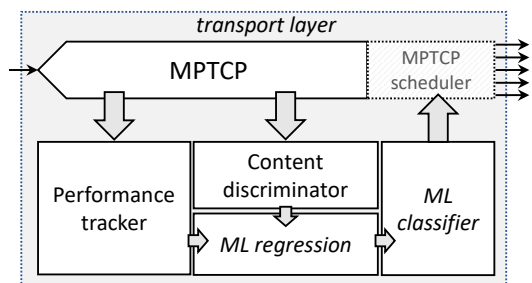 transport layer
MPTCP
MPTCP
scheduler
Performance
tracker
Content
discriminator
ML regression
ML
classifier